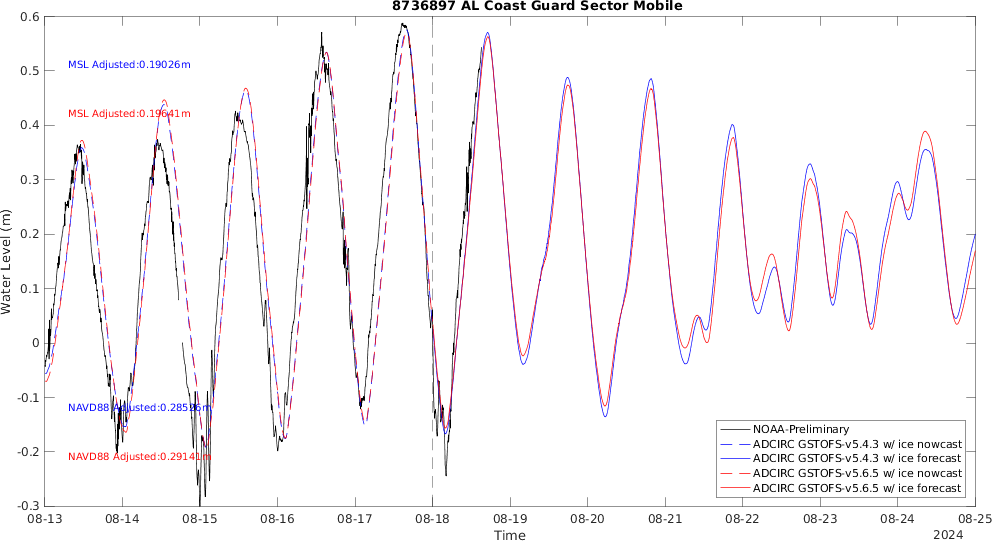 8736897 AL Coast Guard Sector Mobile
0.6
0.5
0.4
0.3
0.2
0.1
0
-0.1
-0.2
-0.3
Water Level (m)
MSL Adjusted:0.19026m
MSL Adjusted:0.19641m
NAVD88 Adjusted:0.28526m
NAVD88 Adjusted:0.29141m
NOAA-Preliminary
ADCIRC GSTOFS-v5.4.3 w/ ice nowcast
ADCIRC GSTOFS-v5.4.3 w/ ice forecast
ADCIRC GSTOFS-v5.6.5 w/ ice nowcast
ADCIRC GSTOFS-v5.6.5 w/ ice forecast
08-13 08-14 08-15 08-16 08-17 08-18 08-19 08-20 08-21 08-22 08-23 08-24 08-25
Time
2024